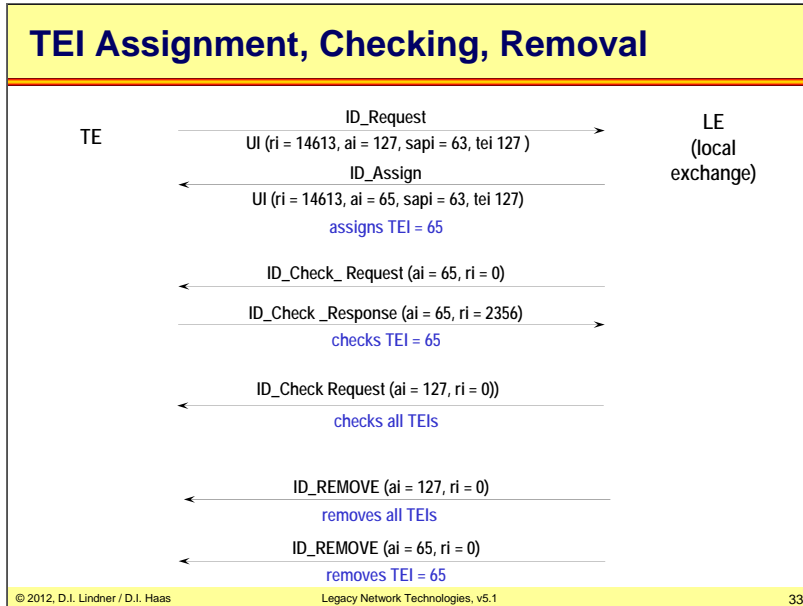 TEI Assignment, Checking, Removal
TE
LE
(local
exchange)
ID_Request
UI (ri = 14613, ai = 127, sapi = 63, tei 127 )
ID_Assign
UI (ri = 14613, ai = 65, sapi = 63, tei 127)
assigns TEI = 65
ID_Check_ Request (ai = 65, ri = 0)
ID_Check _Response (ai = 65, ri = 2356)
checks TEI = 65
ID_Check Request (ai = 127, ri = 0))
checks all TEIs
ID_REMOVE (ai = 127, ri = 0)
removes all TEIs
ID_REMOVE (ai = 65, ri = 0)
removes TEI = 65
© 2012, D.I. Lindner / D.I. Haas
Legacy Network Technologies, v5.1
33